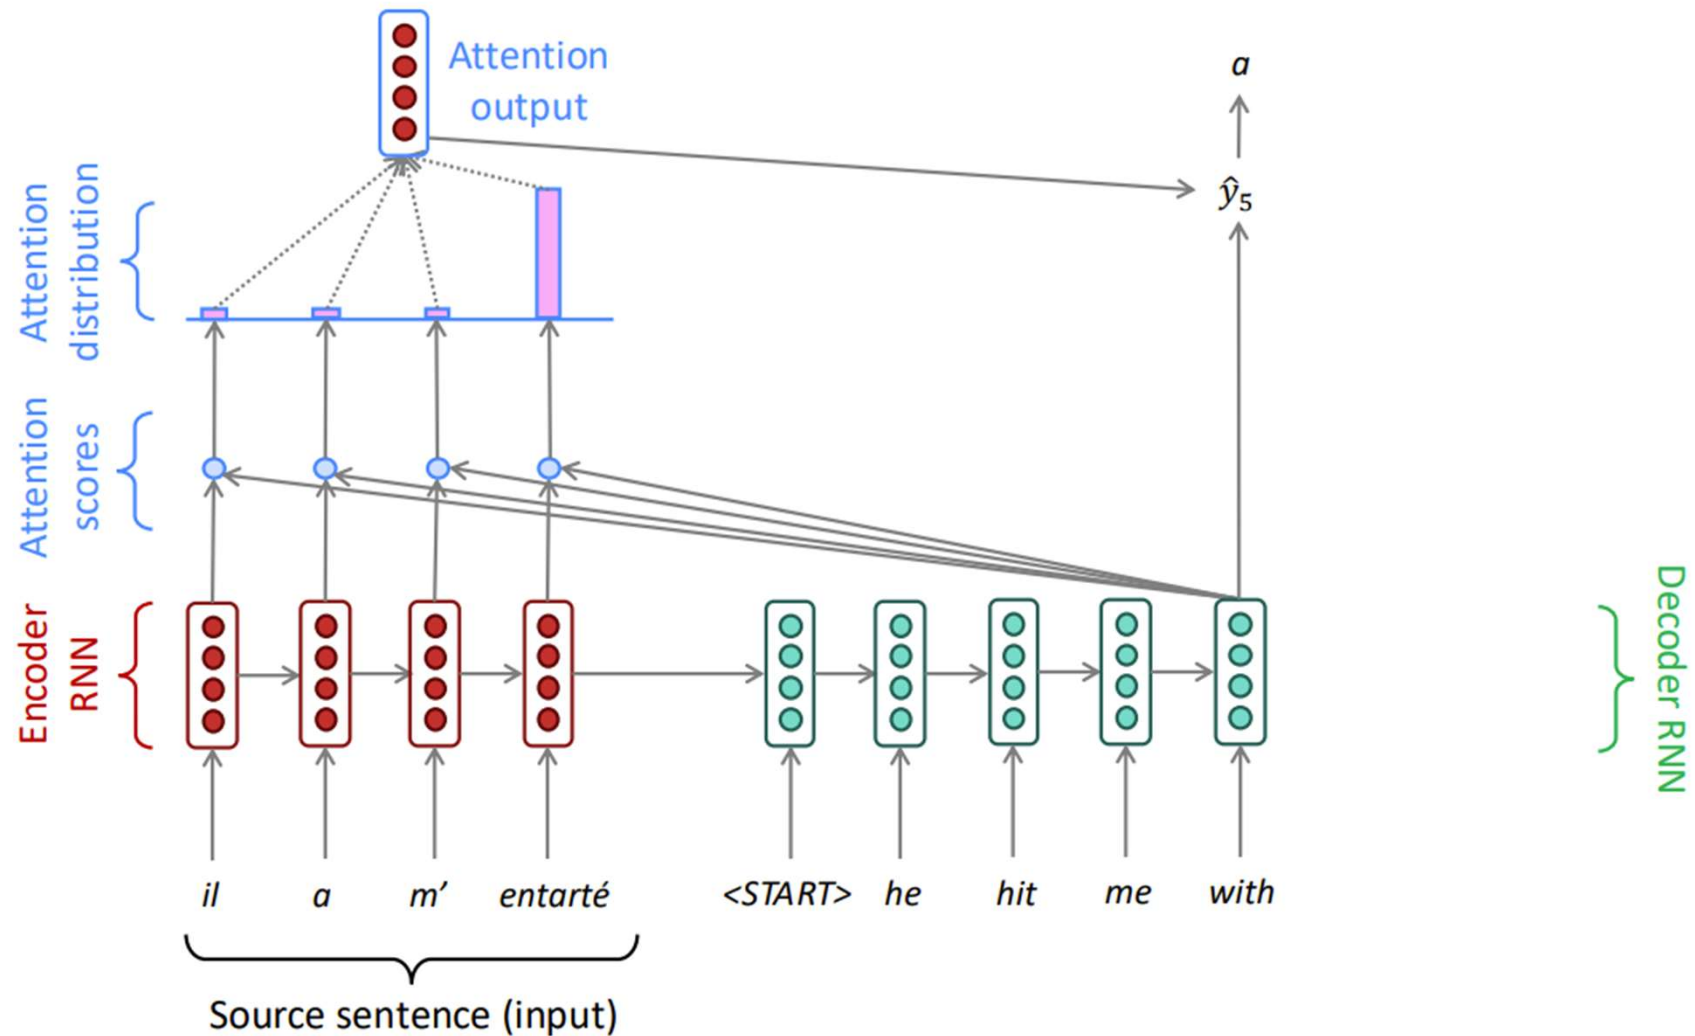 Attention
output
a
Attention
distribution
ŷ₅
Attention
scores
Encoder
RNN
Decoder RNN
il a m’ entarté <START> he hit me with
Source sentence (input)